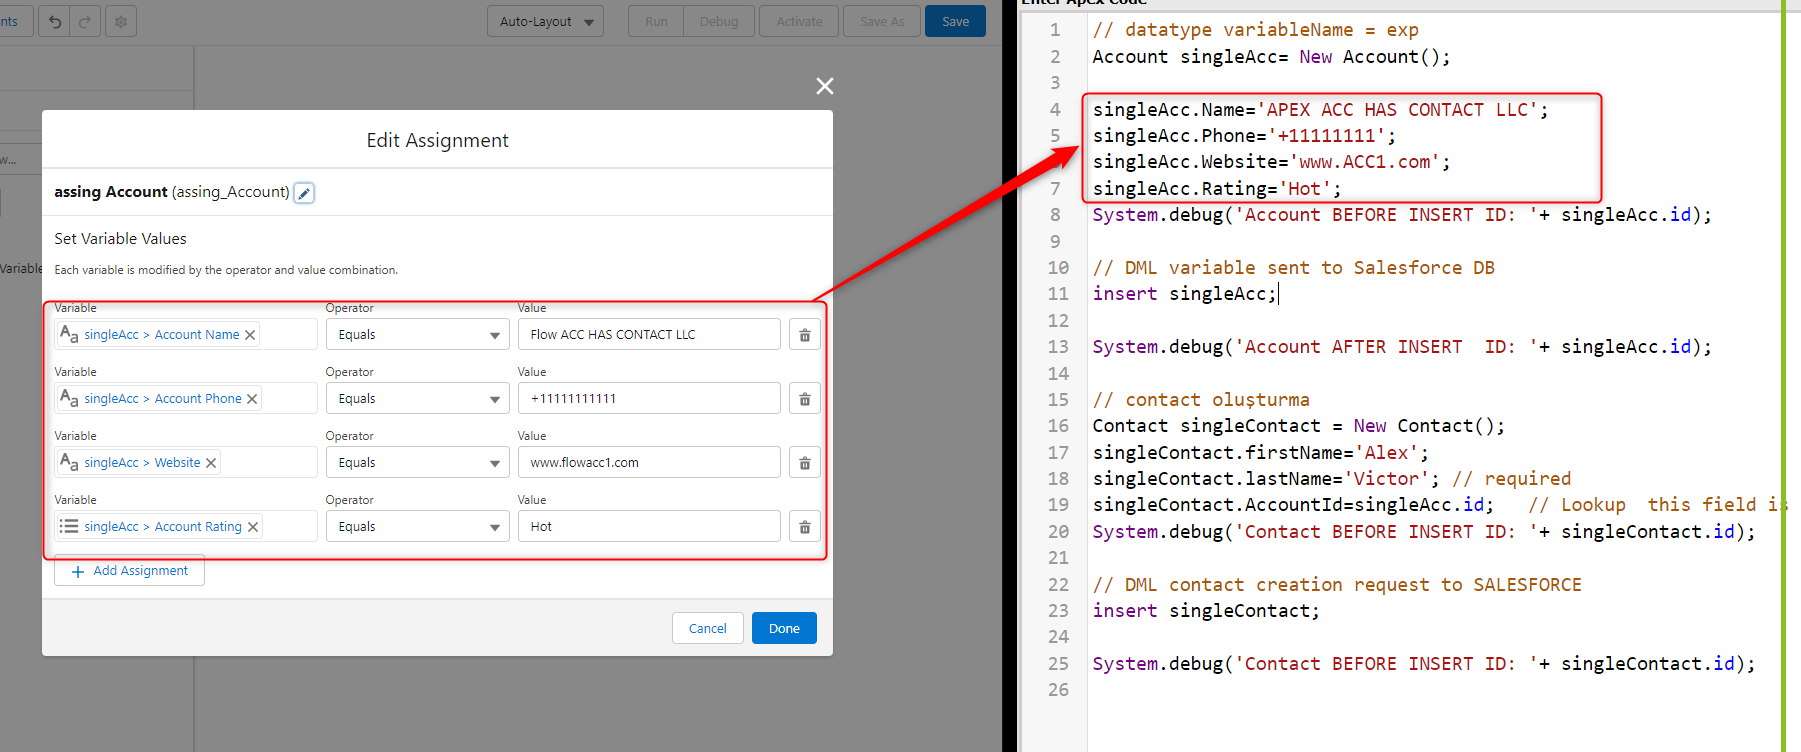 nts
Auto-Layout
Run
Debug
Activate
Save As
Save
w...
Variable
Edit Assignment
assing Account (assing_Account)
Set Variable Values
Each variable is modified by the operator and value combination.
Variable
Operator
Value
singleAcc > Account Name
Equals
Flow ACC HAS CONTACT LLC
Variable
Operator
Value
singleAcc > Account Phone
Equals
+11111111111
Variable
Operator
Value
singleAcc > Website
Equals
www.flowacc1.com
Variable
Operator
Value
singleAcc > Account Rating
Equals
Hot
+ Add Assignment
Cancel
Done
Enter Apex Code
1 // datatype variableName = exp
2 Account singleAcc= New Account();
3
4 singleAcc.Name='APEX ACC HAS CONTACT LLC';
5 singleAcc.Phone='+11111111';
singleAcc.Website='www.ACC1.com';
7 singleAcc.Rating='Hot';
8 System.debug('Account BEFORE INSERT ID: '+ singleAcc.id);
9
10 // DML variable sent to Salesforce DB
11 insert singleAcc;
12
13 System.debug('Account AFTER INSERT  ID: '+ singleAcc.id);
14
15 // contact oluşturma
16 Contact singleContact = New Contact();
17 singleContact.firstName='Alex';
18 singleContact.lastName='Victor'; // required
19 singleContact.AccountId=singleAcc.id;   // Lookup  this field is
20 System.debug('Contact BEFORE INSERT ID: '+ singleContact.id);
21
22 // DML contact creation request to SALESFORCE
23 insert singleContact;
24
25 System.debug('Contact BEFORE INSERT ID: '+ singleContact.id);
26